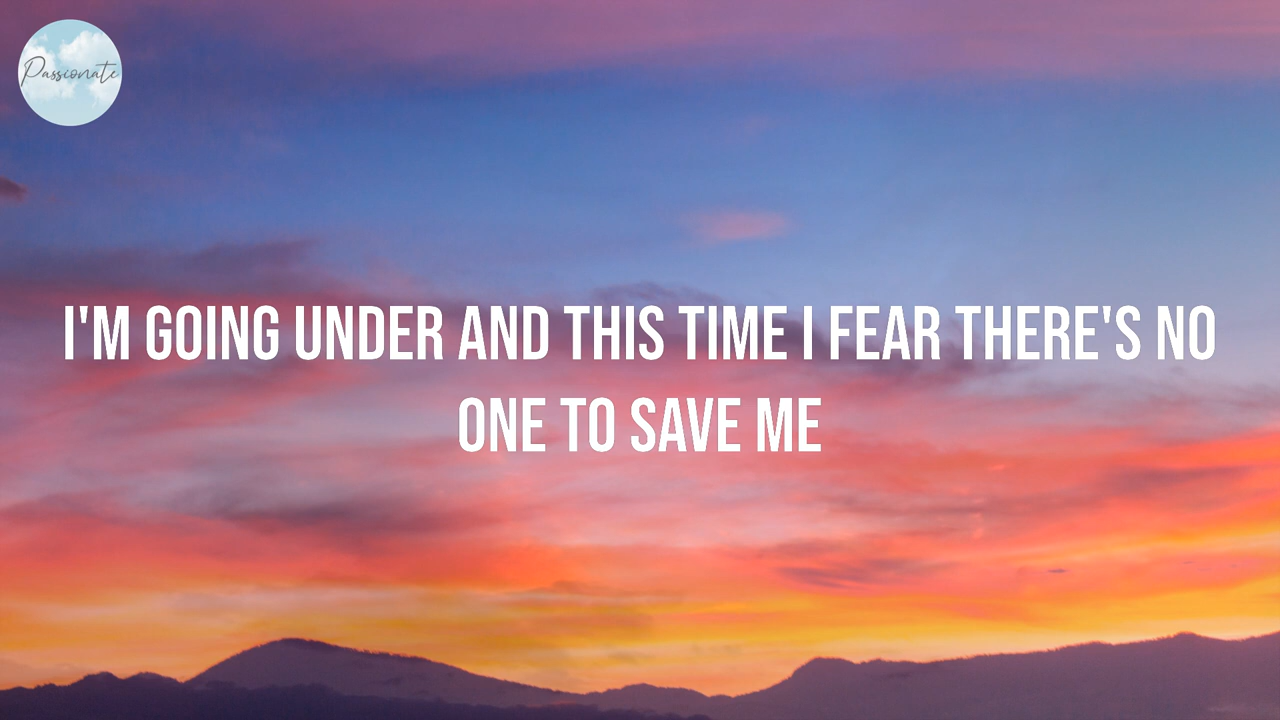 Passionate
I'M GOING UNDER AND THIS TIME I FEAR THERE'S NO
ONE TO SAVE ME